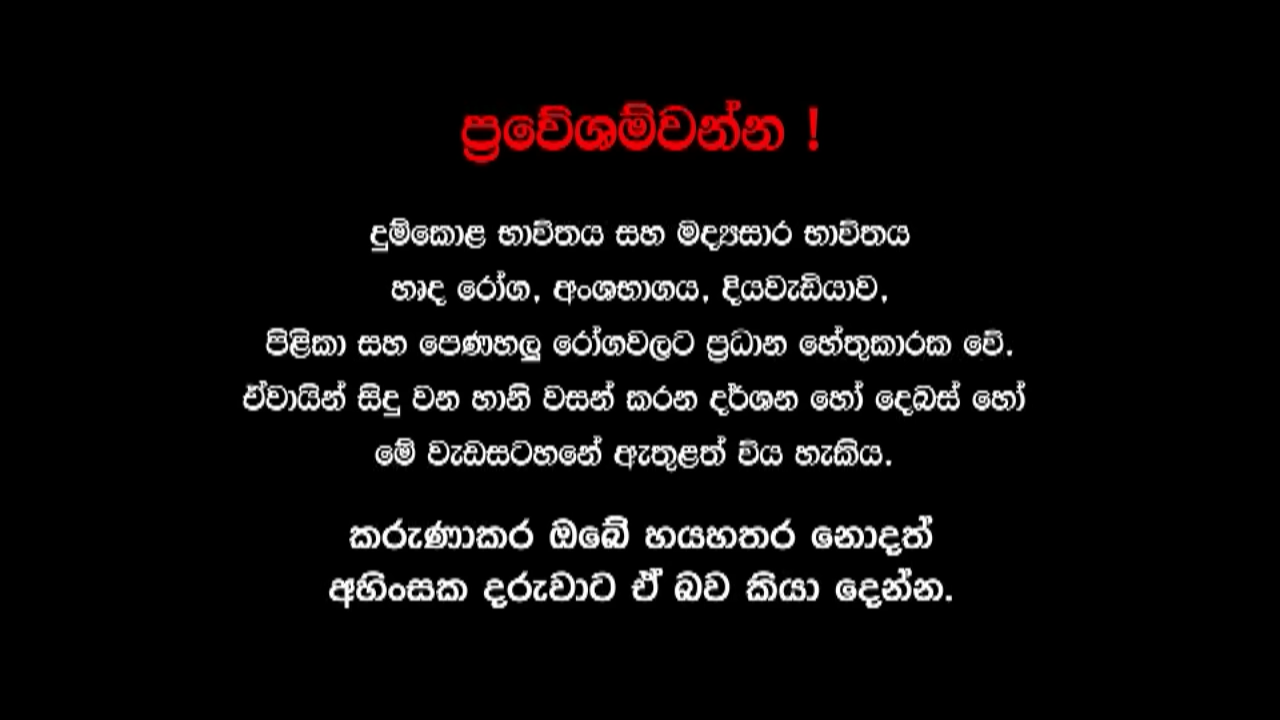 ප්‍රවේශම්වන්න !
දුම්කොළ භාවිතය සහ මද්‍යසාර භාවිතය
හෘද රෝග, අංශභාගය, දියවැඩියාව,
පිළිකා සහ පෙණහලු රෝගවලට ප්‍රධාන හේතුකාරක වේ.
ඒවායින් සිදු වන හානි වසන් කරන දර්ශන හෝ දෙබස් හෝ
මේ වැඩසටහනේ ඇතුළත් විය හැකිය.
කරුණාකර ඔබේ හයහතර නොදත්
අහිංසක දරුවාට ඒ බව කියා දෙන්න.